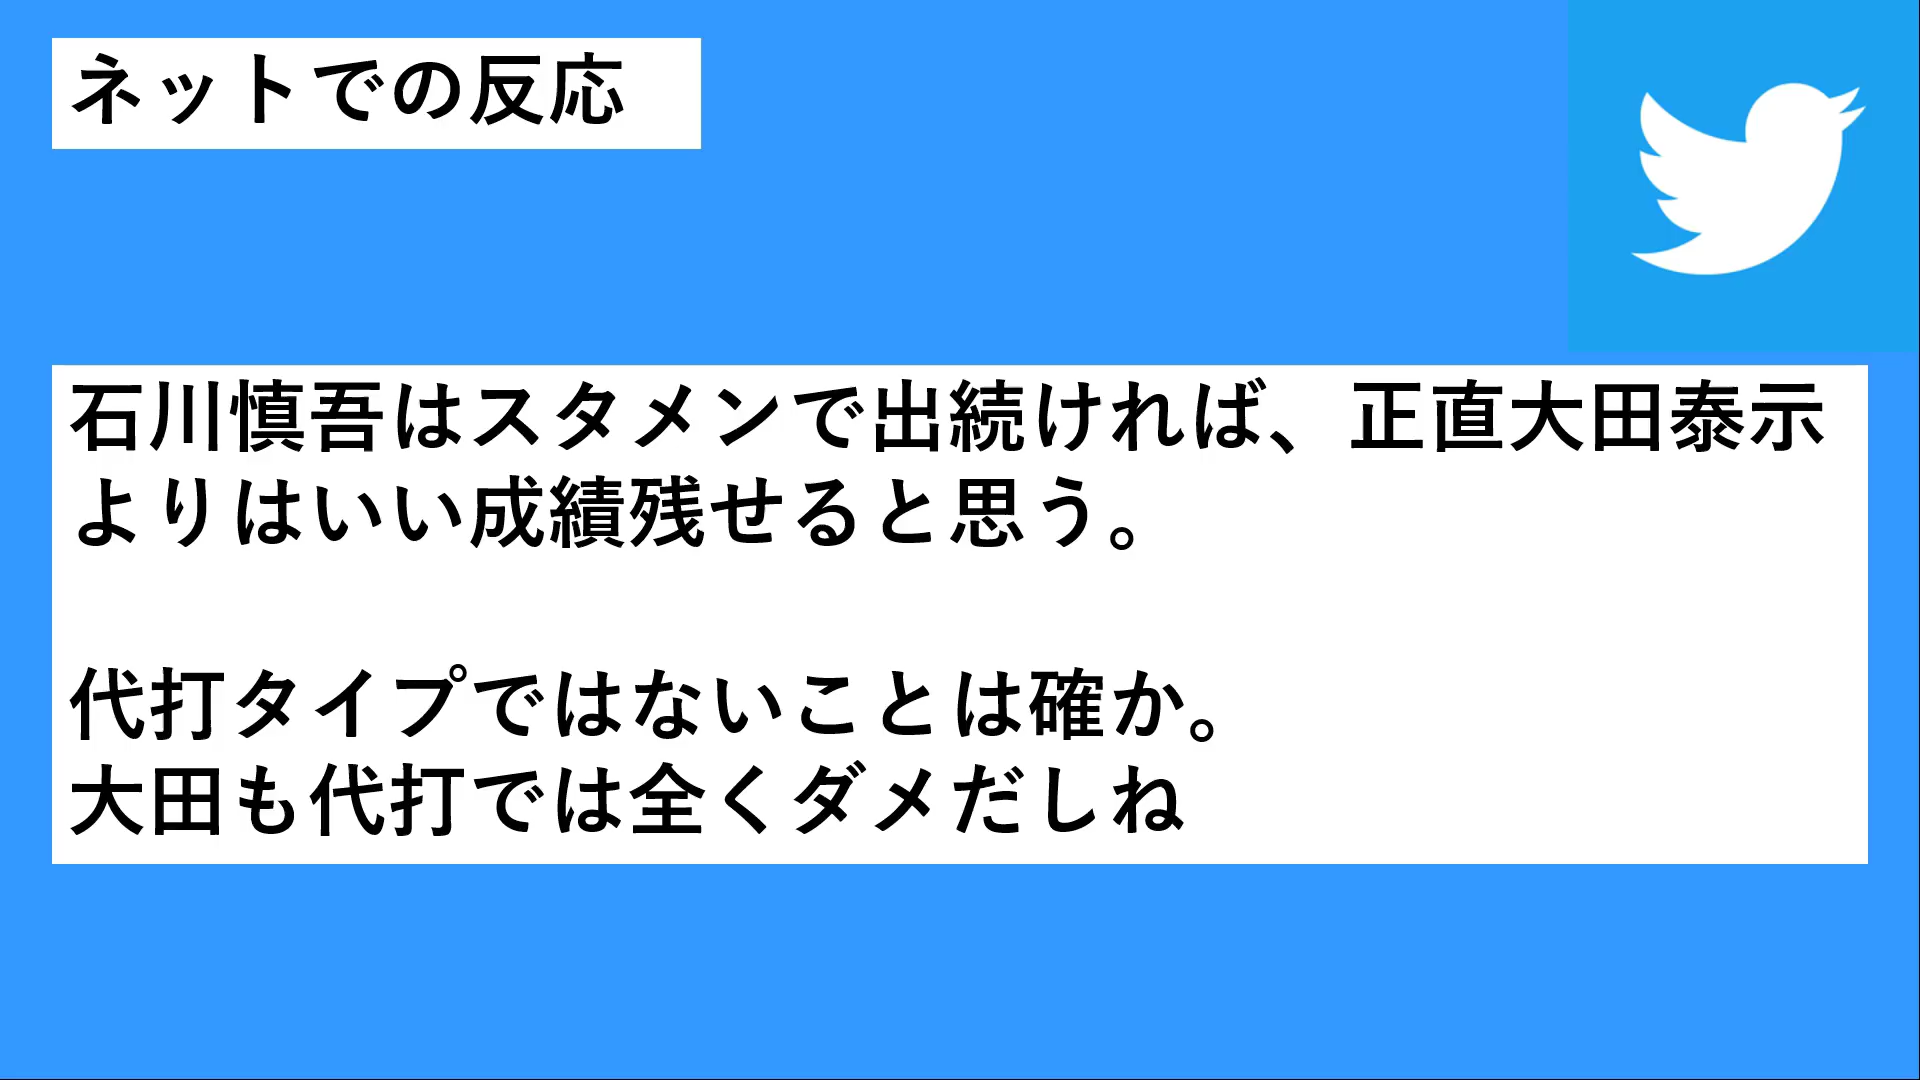 ネットでの反応
石川慎吾はスタメンで出続ければ、正直大田泰示
よりはいい成績残せると思う。
代打タイプではないことは確か。
大田も代打では全くダメだしね